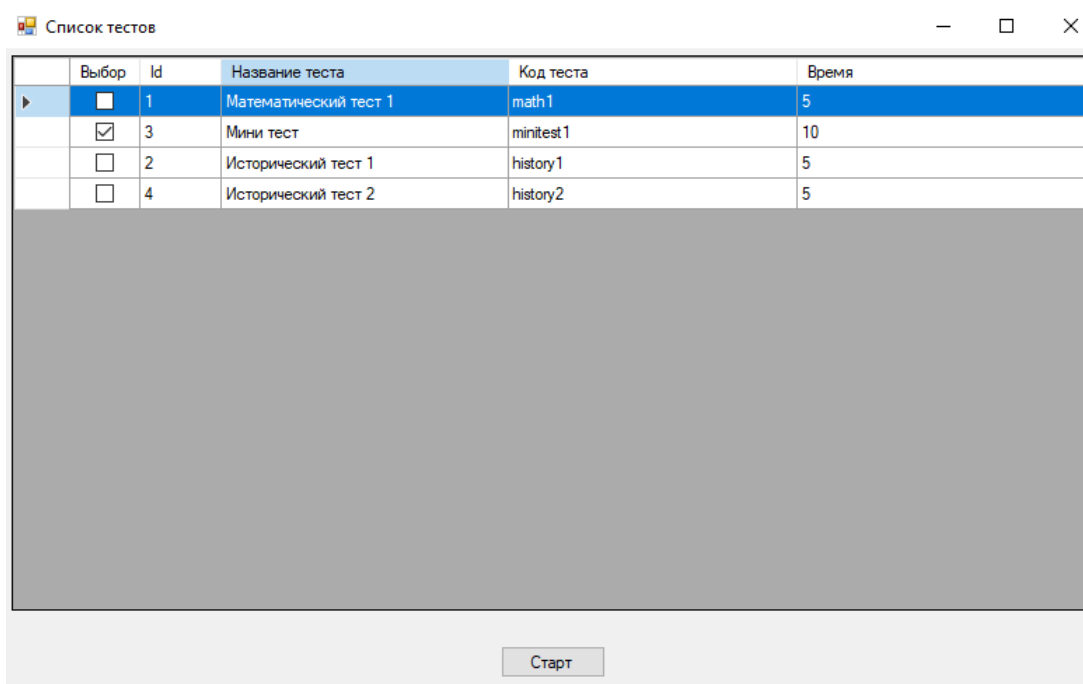 Список тестов
Выбор Id Название теста Код теста Время
1 Математический тест 1 math1 5
3 Мини тест minitest1 10
2 Исторический тест 1 history1 5
4 Исторический тест 2 history2 5
Старт